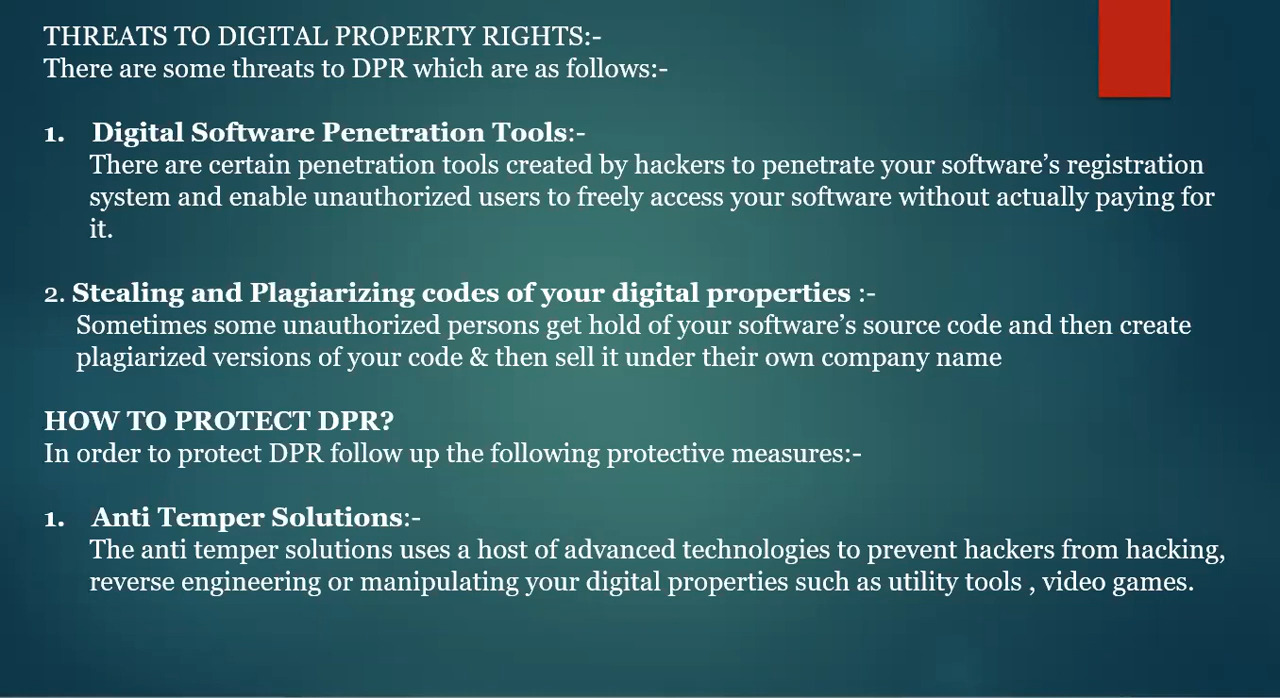 THREATS TO DIGITAL PROPERTY RIGHTS:-
There are some threats to DPR which are as follows:-
1. Digital Software Penetration Tools:-
There are certain penetration tools created by hackers to penetrate your software’s registration
system and enable unauthorized users to freely access your software without actually paying for
it.
2. Stealing and Plagiarizing codes of your digital properties :-
Sometimes some unauthorized persons get hold of your software’s source code and then create
plagiarized versions of your code & then sell it under their own company name
HOW TO PROTECT DPR?
In order to protect DPR follow up the following protective measures:-
1. Anti Temper Solutions:-
The anti temper solutions uses a host of advanced technologies to prevent hackers from hacking,
reverse engineering or manipulating your digital properties such as utility tools , video games.